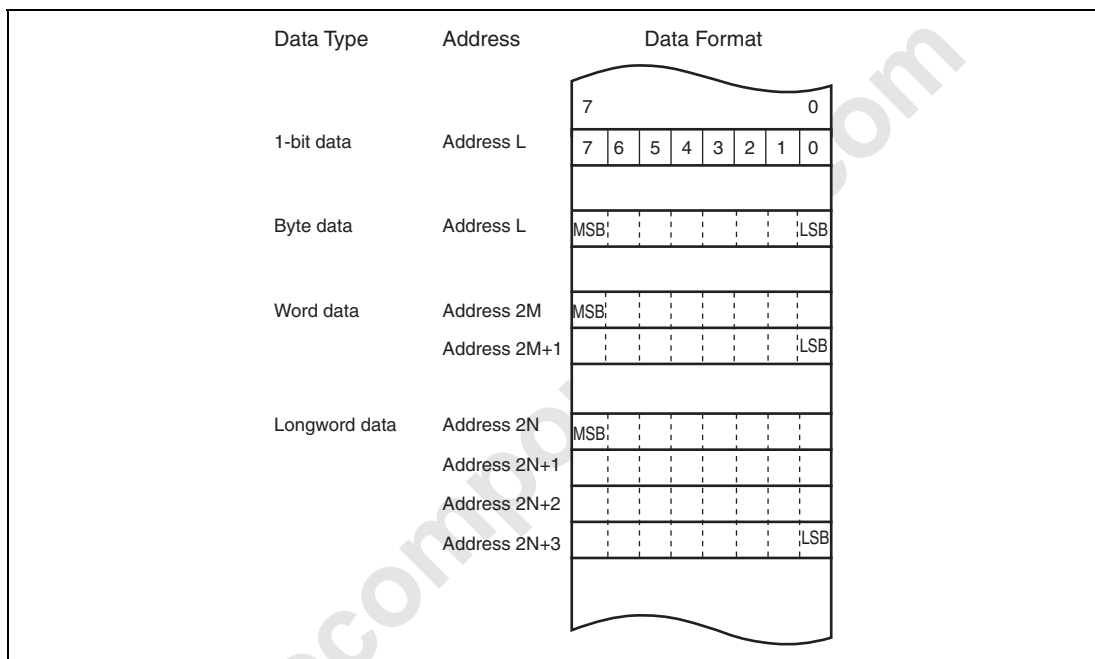 Data Type Address Data Format
7 0
1-bit data Address L 7 6 5 4 3 2 1 0
Byte data Address L MSB LSB
Word data Address 2M MSB
Address 2M+1 LSB
Longword data Address 2N MSB
Address 2N+1
Address 2N+2
Address 2N+3 LSB